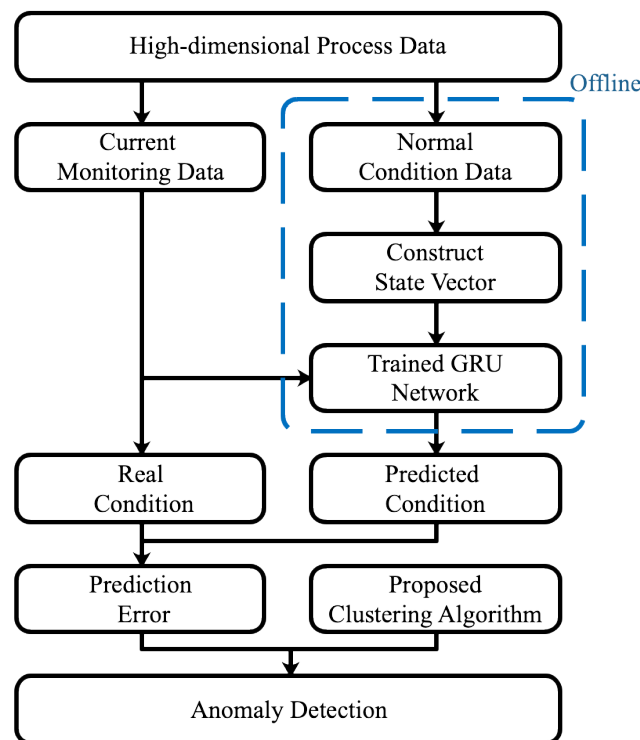 High-dimensional Process Data
Offline
Current
Monitoring Data
Normal
Condition Data
Construct
State Vector
Trained GRU
Network
Real
Condition
Predicted
Condition
Prediction
Error
Proposed
Clustering Algorithm
Anomaly Detection